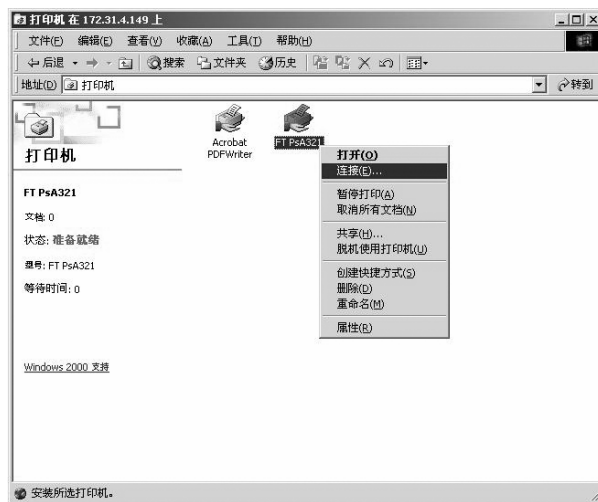 打印机 在 172.31.4.149 上
文件(F) 编辑(E) 查看(V) 收藏(A) 工具(T) 帮助(H)
后退 搜索 文件夹 历史
地址(D) 打印机 转到
打印机
FT PsA321
文档: 0
状态: 准备就绪
型号: FT PsA321
等待时间: 0
Windows 2000 支持
Acrobat
PDFWriter
FT PsA321
打开(O)
连接(E)...
暂停打印(A)
取消所有文档(N)
共享(H)...
脱机使用打印机(U)
创建快捷方式(S)
删除(D)
重命名(M)
属性(R)
安装所选打印机。